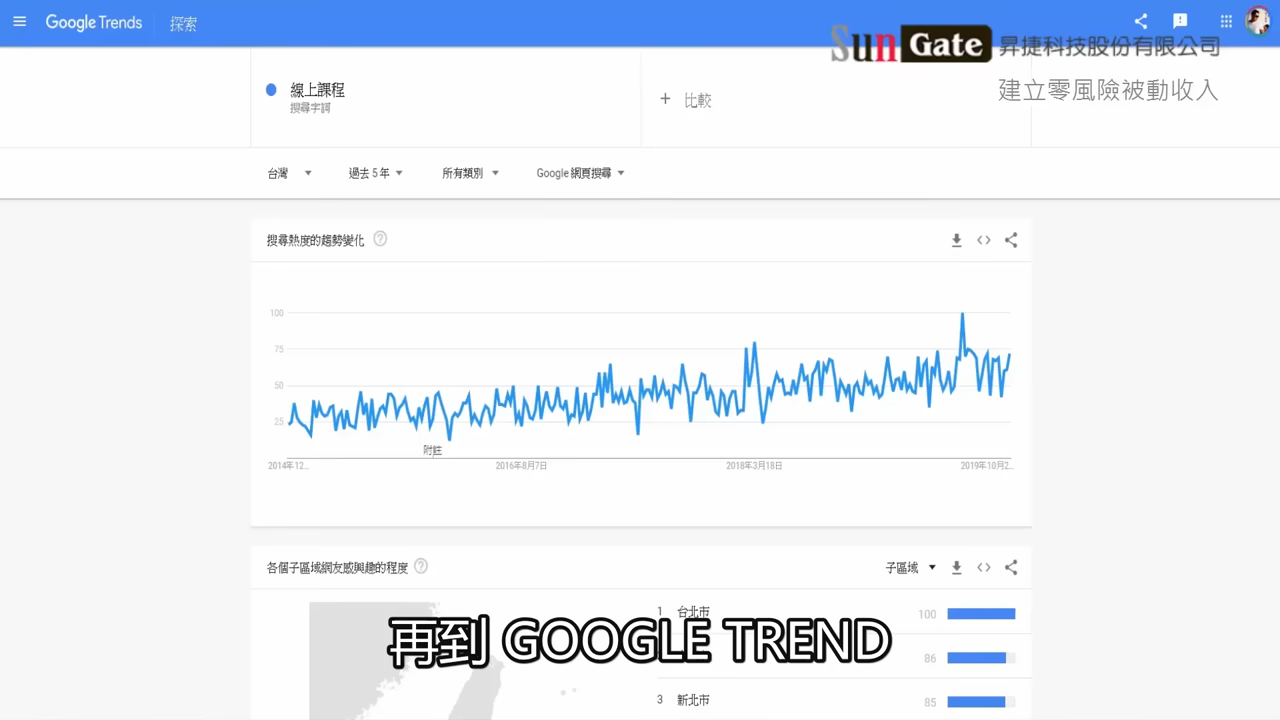 Google Trends 探索
Sun Gate 昇捷科技股份有限公司
建立零風險被動收入
線上課程
搜尋字詞
+ 比較
台灣 過去 5 年 所有類別 Google 網頁搜尋
搜尋熱度的趨勢變化
100
75
50
25
附註
2014年12... 2016年8月7日 2018年3月18日 2019年10月2...
各個子區域網友感興趣的程度 子區域
1 台北市 100
86
3 新北市 85
再到 GOOGLE TREND